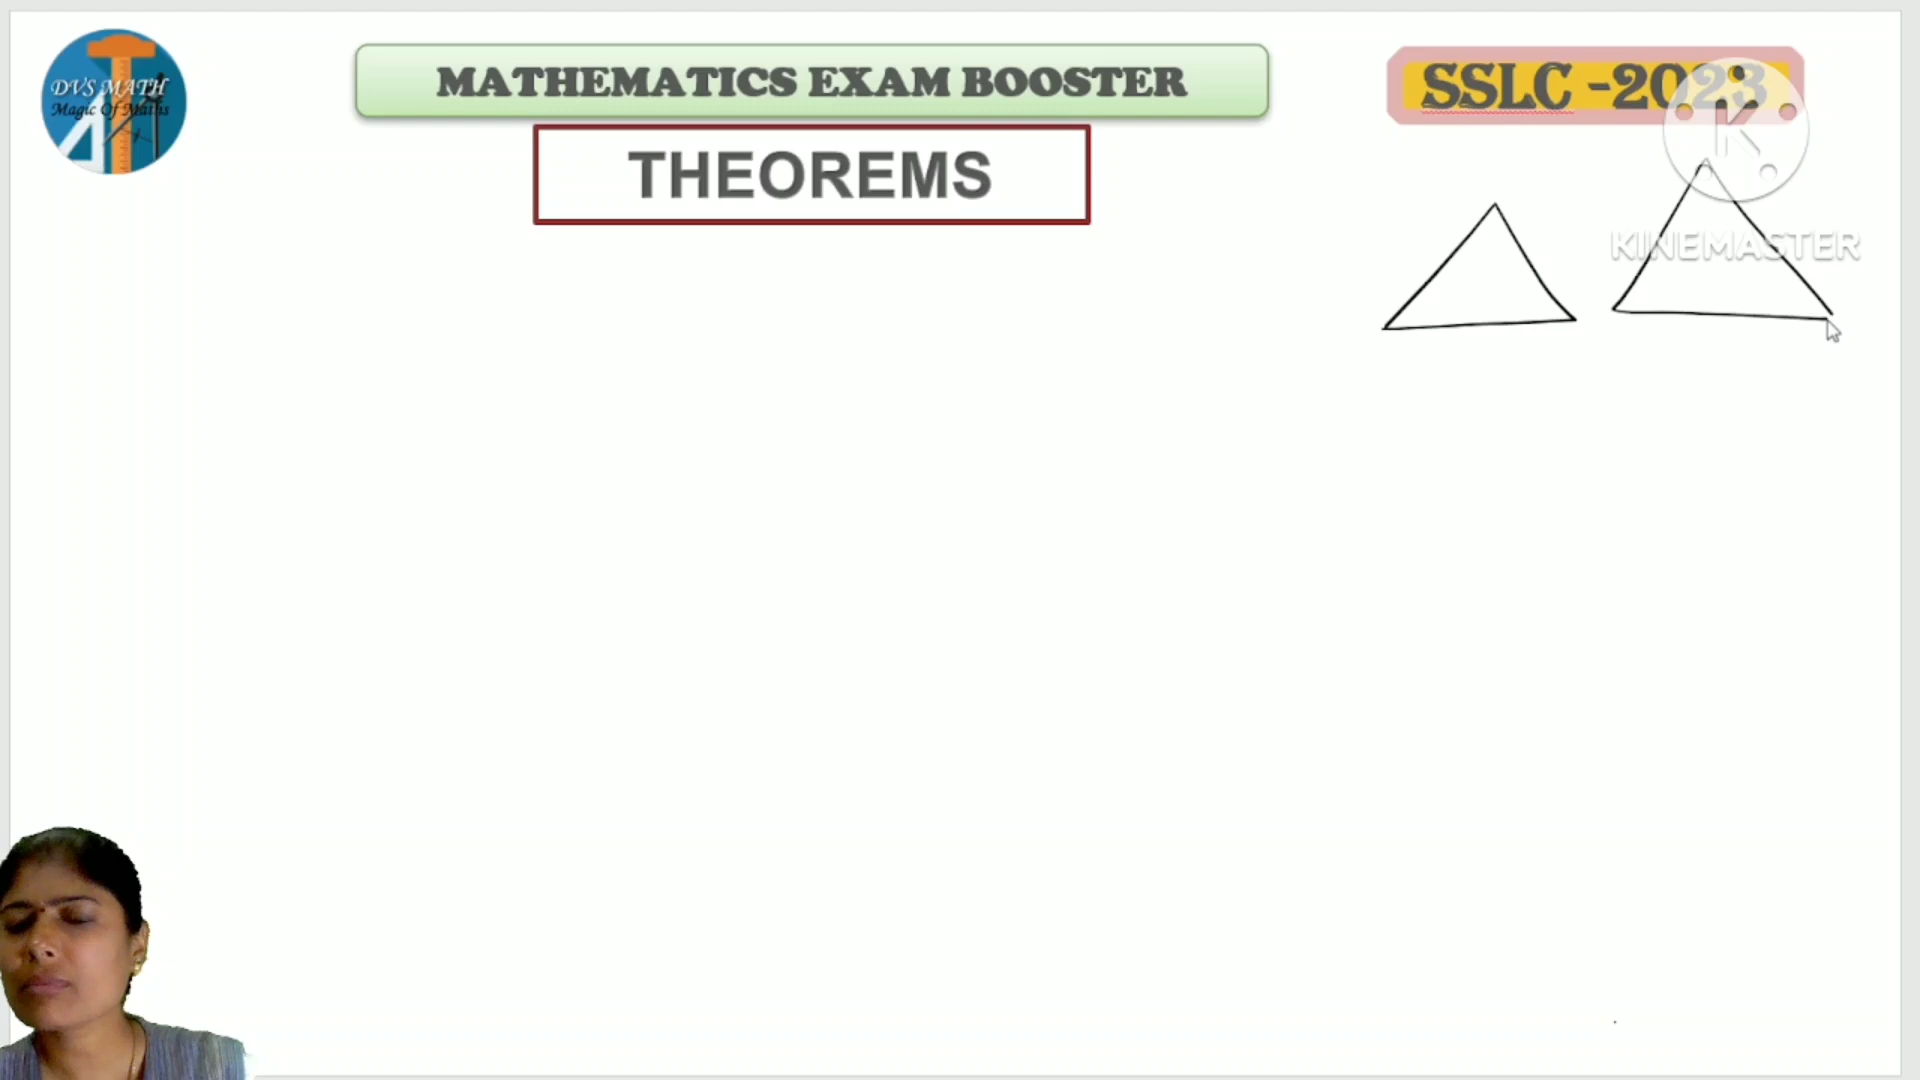 DVS MATH
Magic Of Maths
MATHEMATICS EXAM BOOSTER
SSLC -2023
THEOREMS
K
KINEMASTER